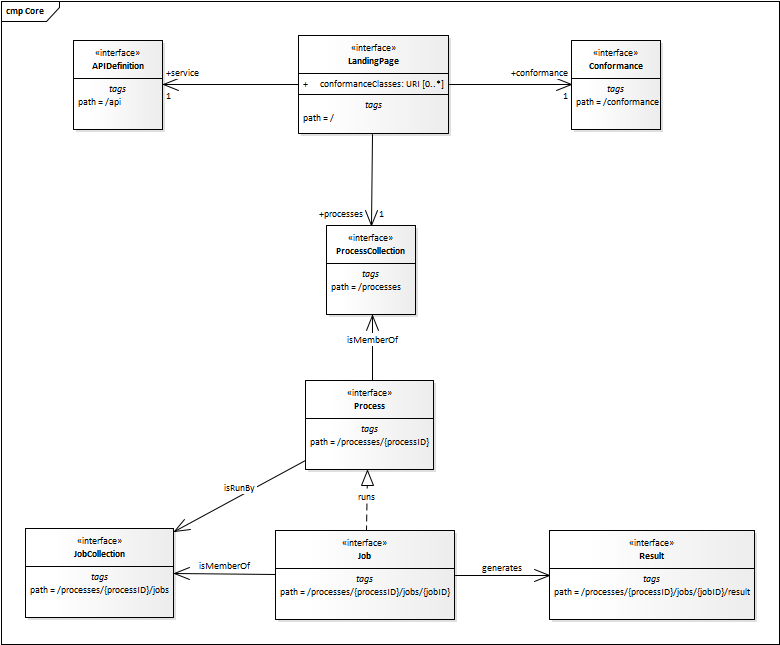 cmp Core
«interface»
APIDefinition
tags
path = /api
+service
1
«interface»
LandingPage
+ conformanceClasses: URI [0..*]
tags
path = /
+conformance
1
«interface»
Conformance
tags
path = /conformance
+processes
1
«interface»
ProcessCollection
tags
path = /processes
isMemberOf
«interface»
Process
tags
path = /processes/{processID}
isRunBy
runs
«interface»
JobCollection
tags
path = /processes/{processID}/jobs
isMemberOf
«interface»
Job
tags
path = /processes/{processID}/jobs/{jobID}
generates
«interface»
Result
tags
path = /processes/{processID}/jobs/{jobID}/result